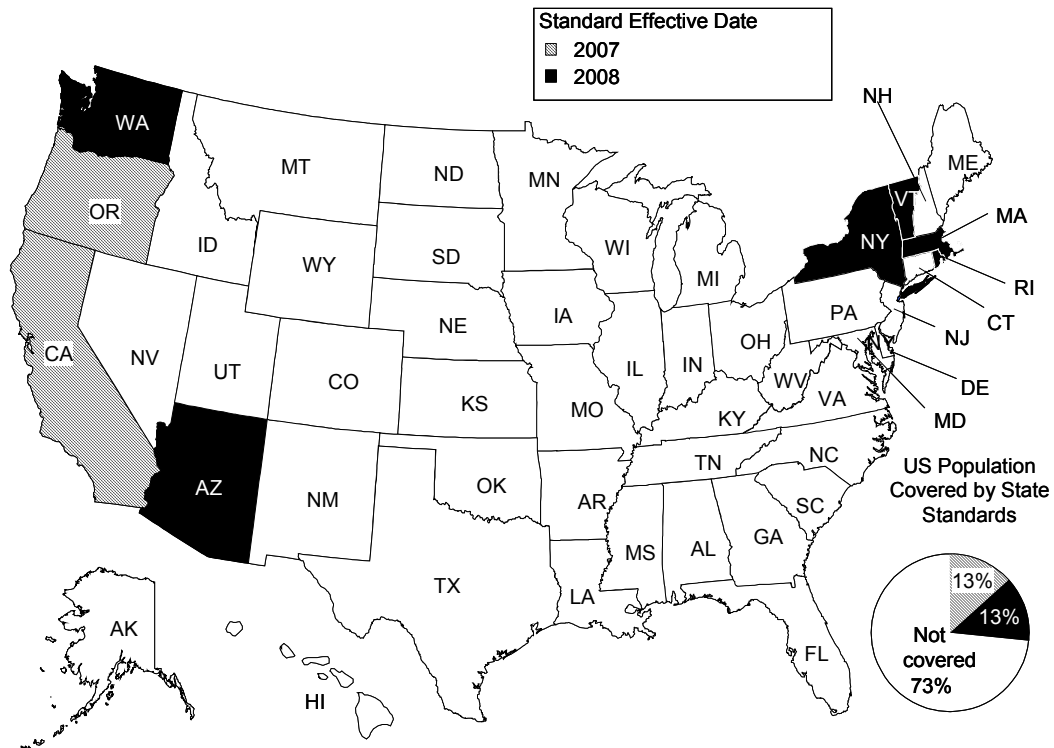 Standard Effective Date
2007
2008
NH
WA
ME
MT
ND
MN
VT
OR
MA
ID
WI
NY
SD
WY
MI
RI
IA
PA
CT
NE
NJ
CA
NV
OH
UT
IL
IN
CO
WV
DE
VA
KS
MO
KY
MD
NC
TN
US Population
Covered by State
Standards
AZ
OK
NM
AR
SC
GA
MS
AL
TX
LA
13%
13%
AK
Not
covered
73%
FL
HI